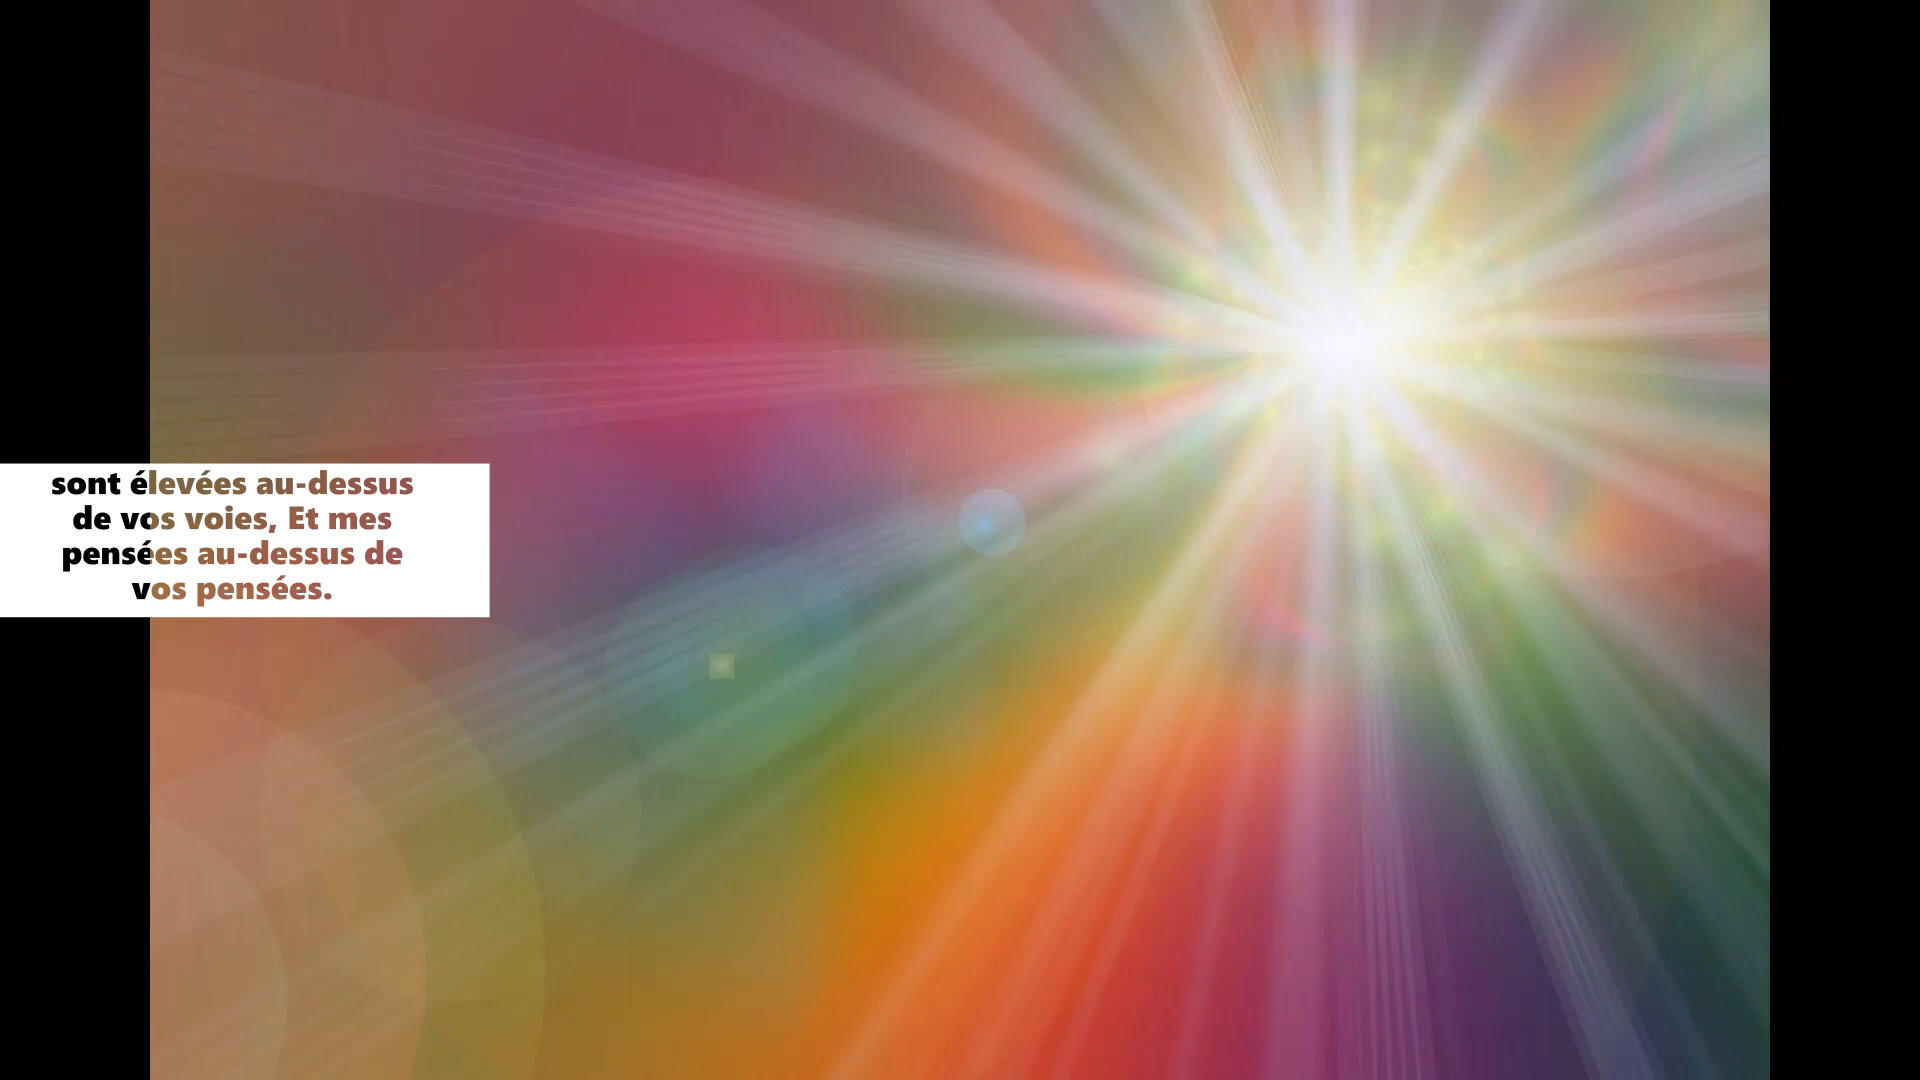 sont élevées au-dessus
de vos voies, Et mes
pensées au-dessus de
vos pensées.